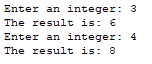 Enter an integer: 3
The result is: 6
Enter an integer: 4
The result is: 8